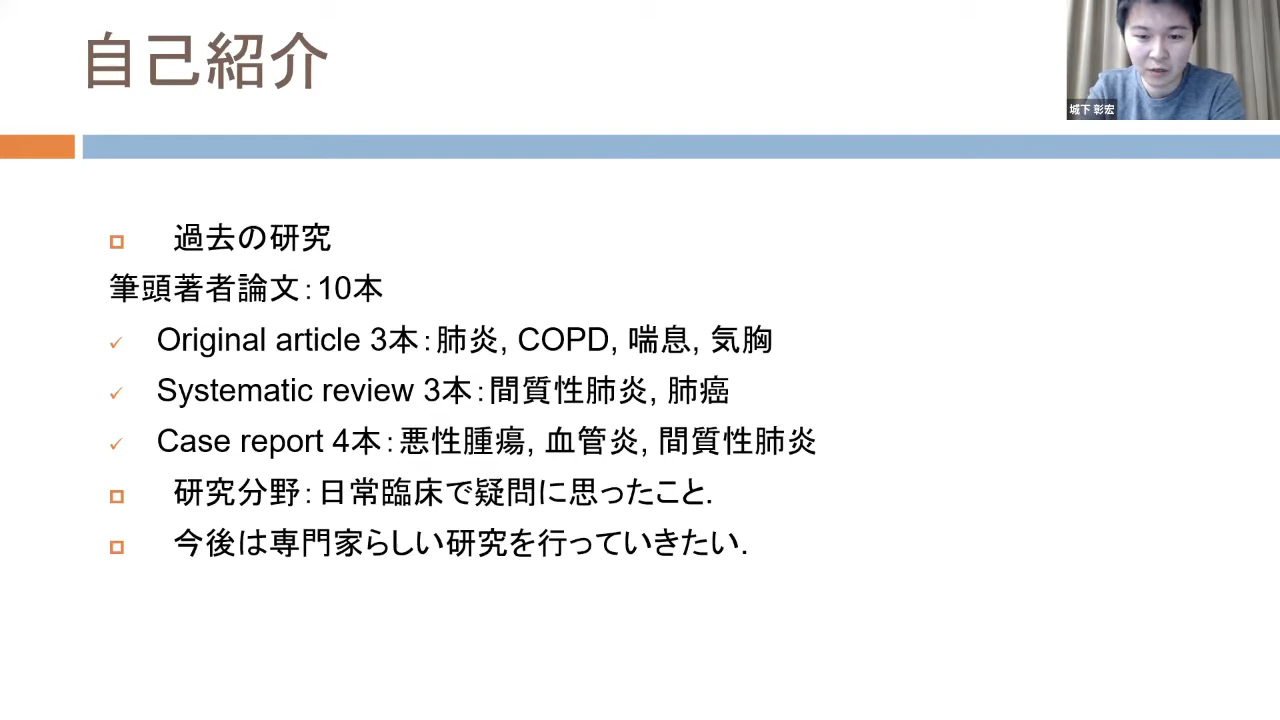 自己紹介
城下 彰宏
過去の研究
筆頭著者論文：10本
Original article 3本：肺炎, COPD, 喘息, 気胸
Systematic review 3本：間質性肺炎, 肺癌
Case report 4本：悪性腫瘍, 血管炎, 間質性肺炎
研究分野：日常臨床で疑問に思ったこと.
今後は専門家らしい研究を行っていきたい.